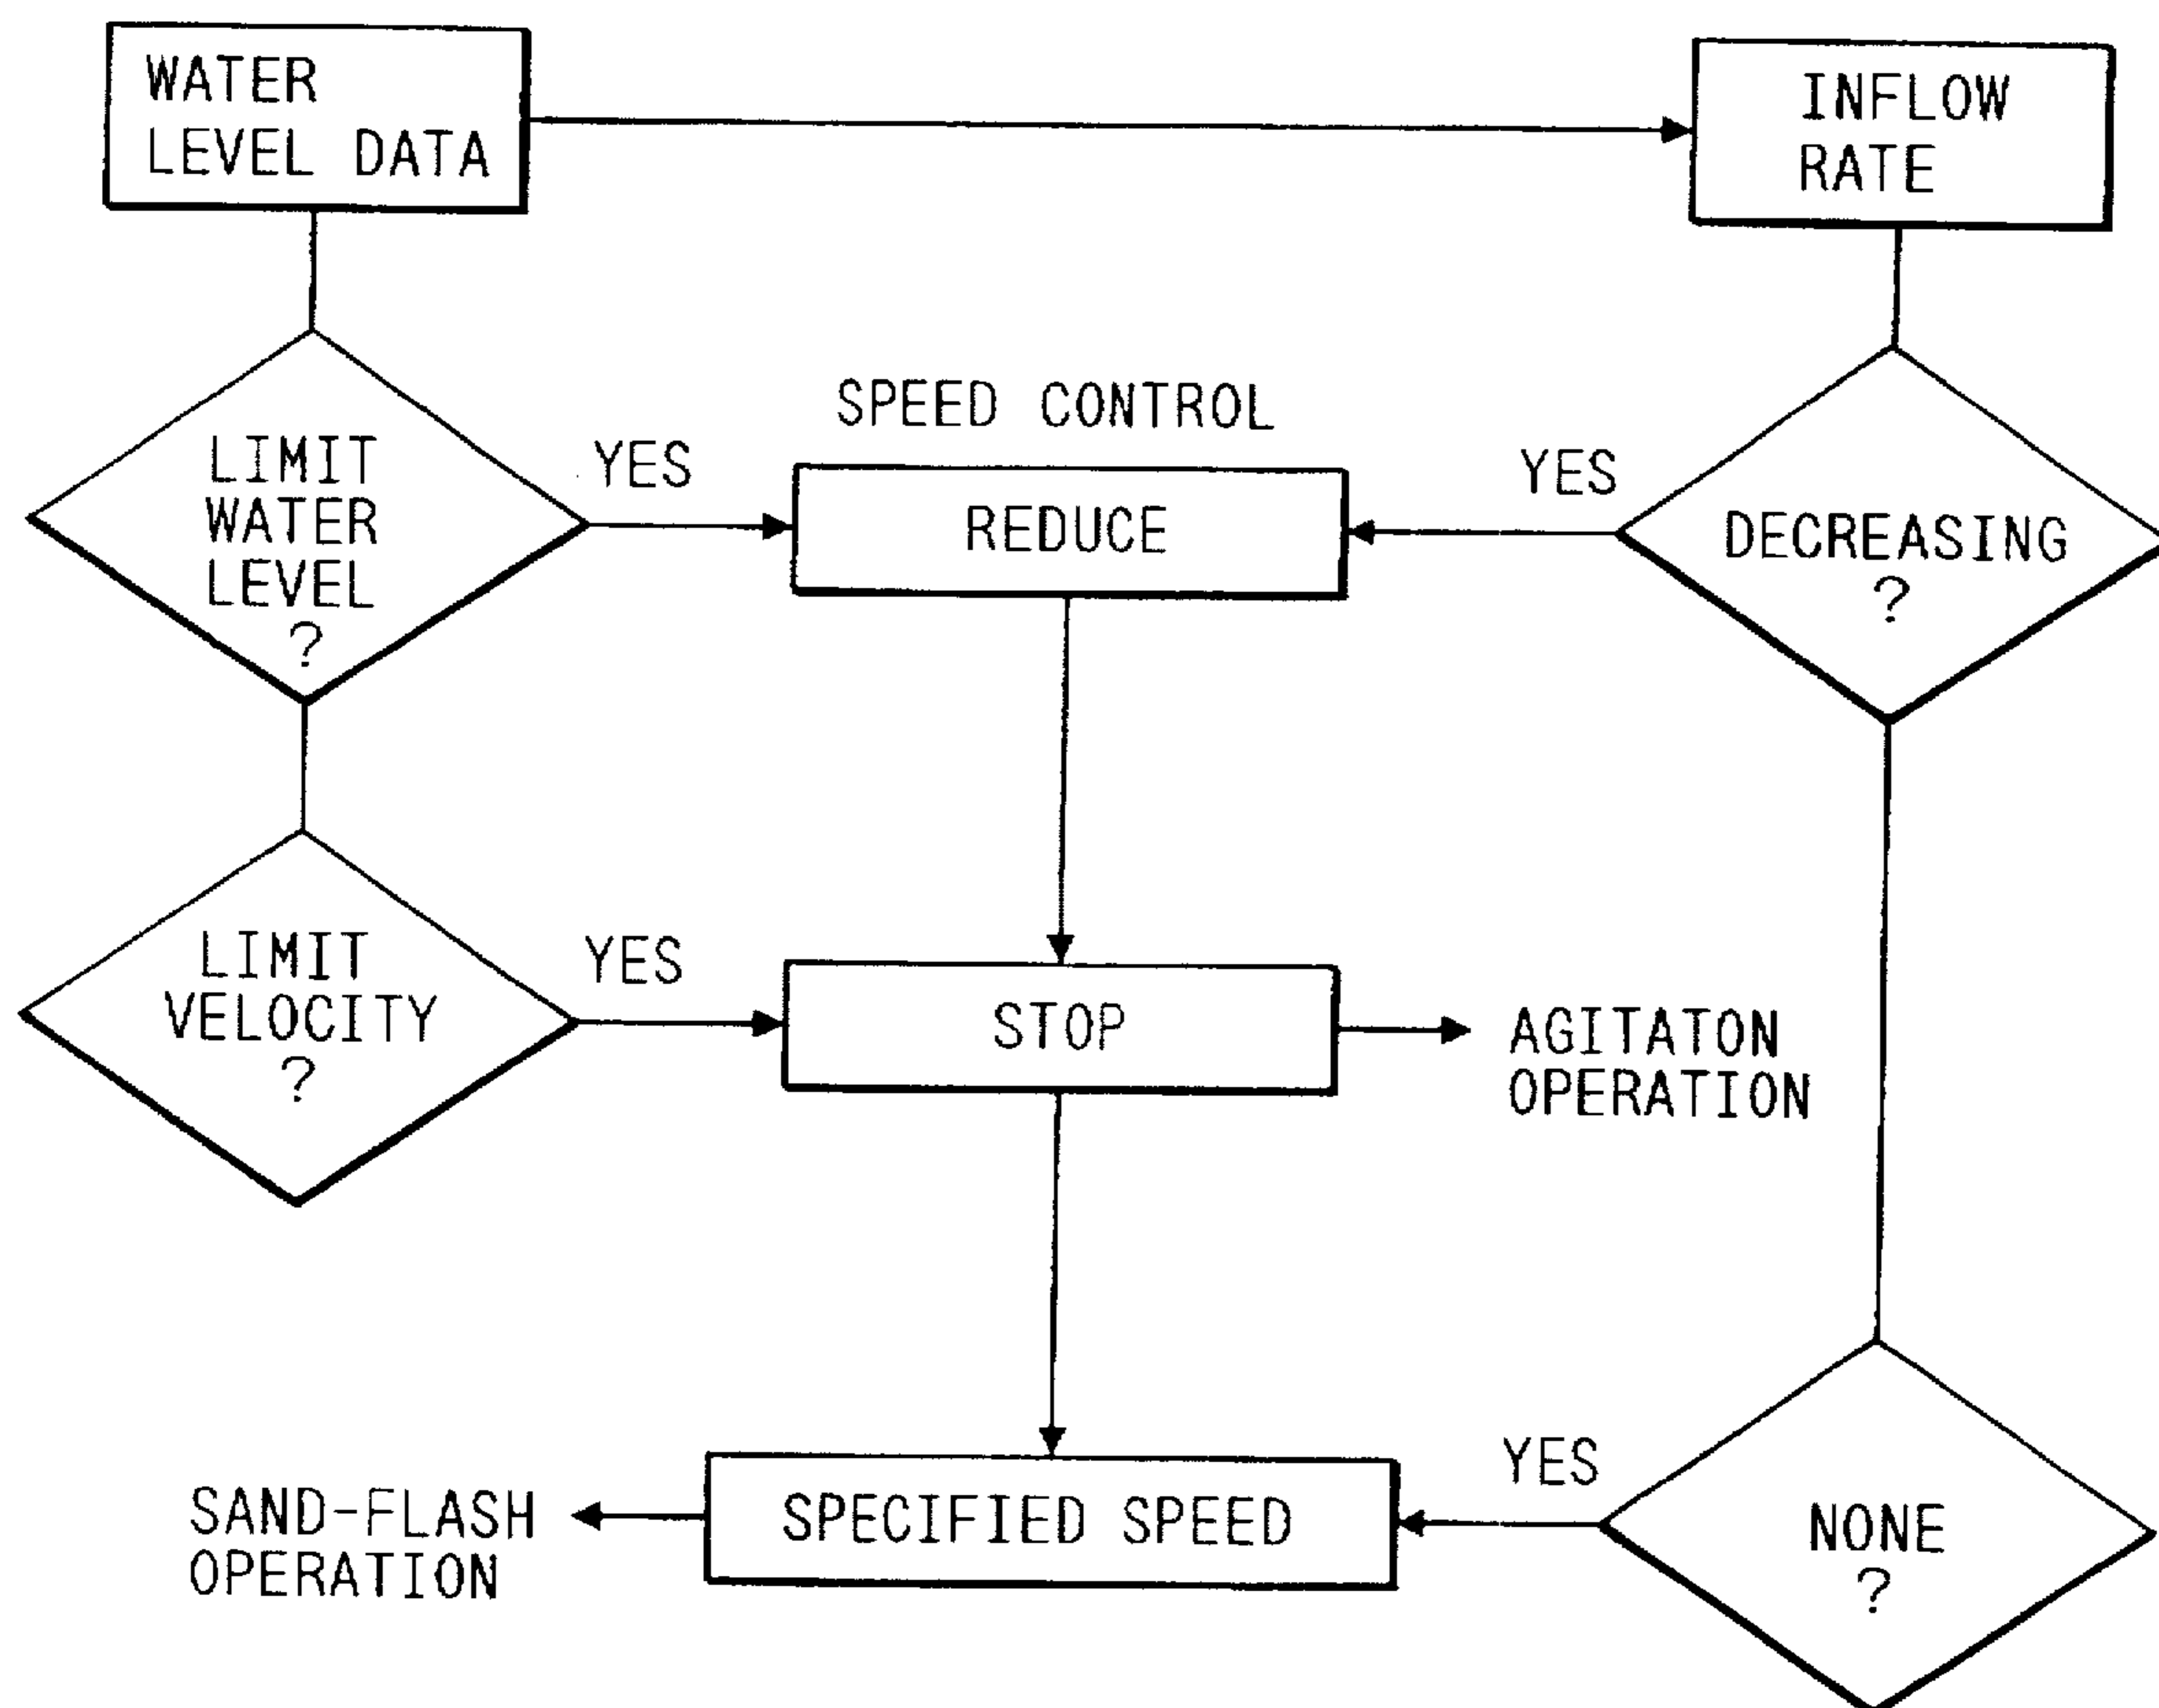 WATER
LEVEL DATA
INFLOW
RATE
SPEED CONTROL
LIMIT
WATER
LEVEL
?
YES
REDUCE
YES
DECREASING
?
LIMIT
VELOCITY
?
YES
STOP
AGITATON
OPERATION
SAND-FLASH
OPERATION
SPECIFIED SPEED
YES
NONE
?